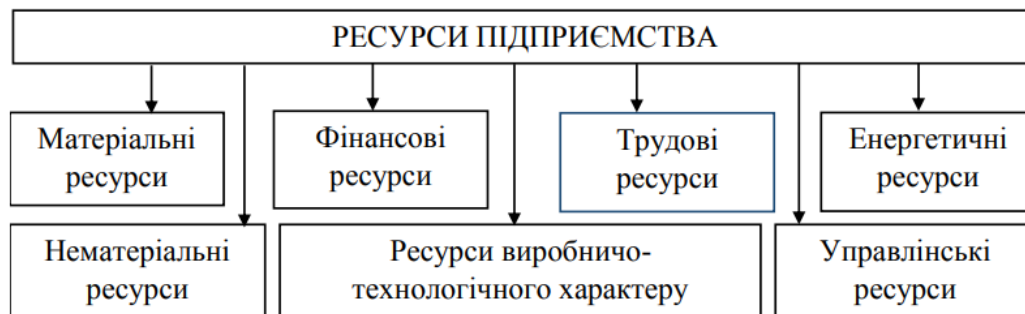 РЕСУРСИ ПІДПРИЄМСТВА
Матеріальні
ресурси
Фінансові
ресурси
Трудові
ресурси
Енергетичні
ресурси
Нематеріальні
ресурси
Ресурси виробничо-
технологічного характеру
Управлінські
ресурси